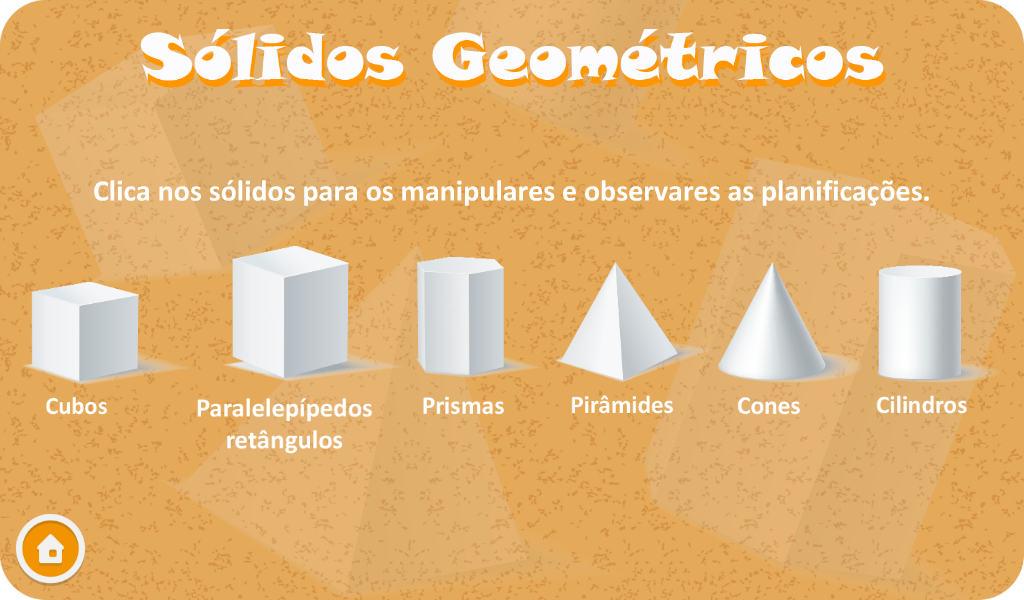 Sólidos Geométricos
Clica nos sólidos para os manipulares e observares as planificações.
Cubos
Paralelepípedos
retângulos
Prismas
Pirâmides
Cones
Cilindros